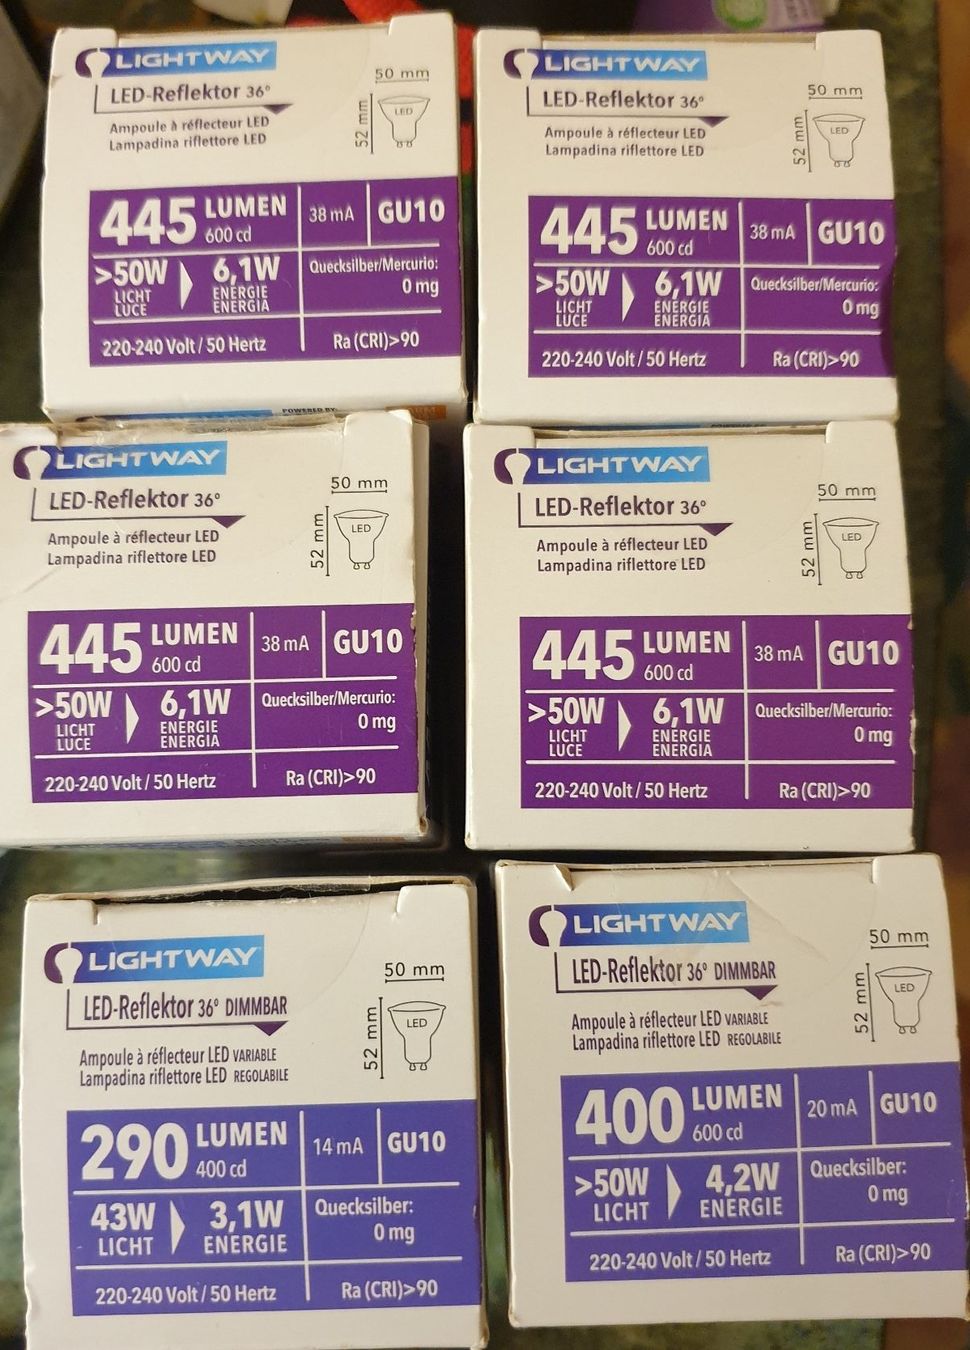 LIGHTWAY
LED-Reflektor 36°
Ampoule à réflecteur LED
Lampadina riflettore LED
50 mm
52 mm
LED
445 LUMEN
600 cd
38 mA
GU10
>50W
LICHT
LUCE
6,1W
ENERGIE
ENERGIA
Quecksilber/Mercurio:
0 mg
220-240 Volt / 50 Hertz
Ra (CRI)>90
LIGHTWAY
LED-Reflektor 36°
Ampoule à réflecteur LED
Lampadina riflettore LED
50 mm
52 mm
LED
445 LUMEN
600 cd
38 mA
GU10
>50W
LICHT
LUCE
6,1W
ENERGIE
ENERGIA
Quecksilber/Mercurio:
0 mg
220-240 Volt / 50 Hertz
Ra (CRI)>90
POWERED BY:
LIGHTWAY
LED-Reflektor 36°
Ampoule à réflecteur LED
Lampadina riflettore LED
50 mm
52 mm
LED
445 LUMEN
600 cd
38 mA
GU10
>50W
LICHT
LUCE
6,1W
ENERGIE
ENERGIA
Quecksilber/Mercurio:
0 mg
220-240 Volt / 50 Hertz
Ra (CRI)>90
LIGHTWAY
LED-Reflektor 36°
Ampoule à réflecteur LED
Lampadina riflettore LED
50 mm
52 mm
LED
445 LUMEN
600 cd
38 mA
GU10
>50W
LICHT
LUCE
6,1W
ENERGIE
ENERGIA
Quecksilber/Mercurio:
0 mg
220-240 Volt / 50 Hertz
Ra (CRI)>90
LIGHTWAY
LED-Reflektor 36° DIMMBAR
Ampoule à réflecteur LED VARIABLE
Lampadina riflettore LED REGOLABILE
50 mm
52 mm
LED
290 LUMEN
400 cd
14 mA
GU10
43W
LICHT
3,1W
ENERGIE
Quecksilber:
0 mg
220-240 Volt / 50 Hertz
Ra (CRI)>90
LIGHTWAY
LED-Reflektor 36° DIMMBAR
Ampoule à réflecteur LED VARIABLE
Lampadina riflettore LED REGOLABILE
50 mm
52 mm
LED
400 LUMEN
600 cd
20 mA
GU10
>50W
LICHT
4,2W
ENERGIE
Quecksilber:
0 mg
220-240 Volt / 50 Hertz
Ra (CRI)>90